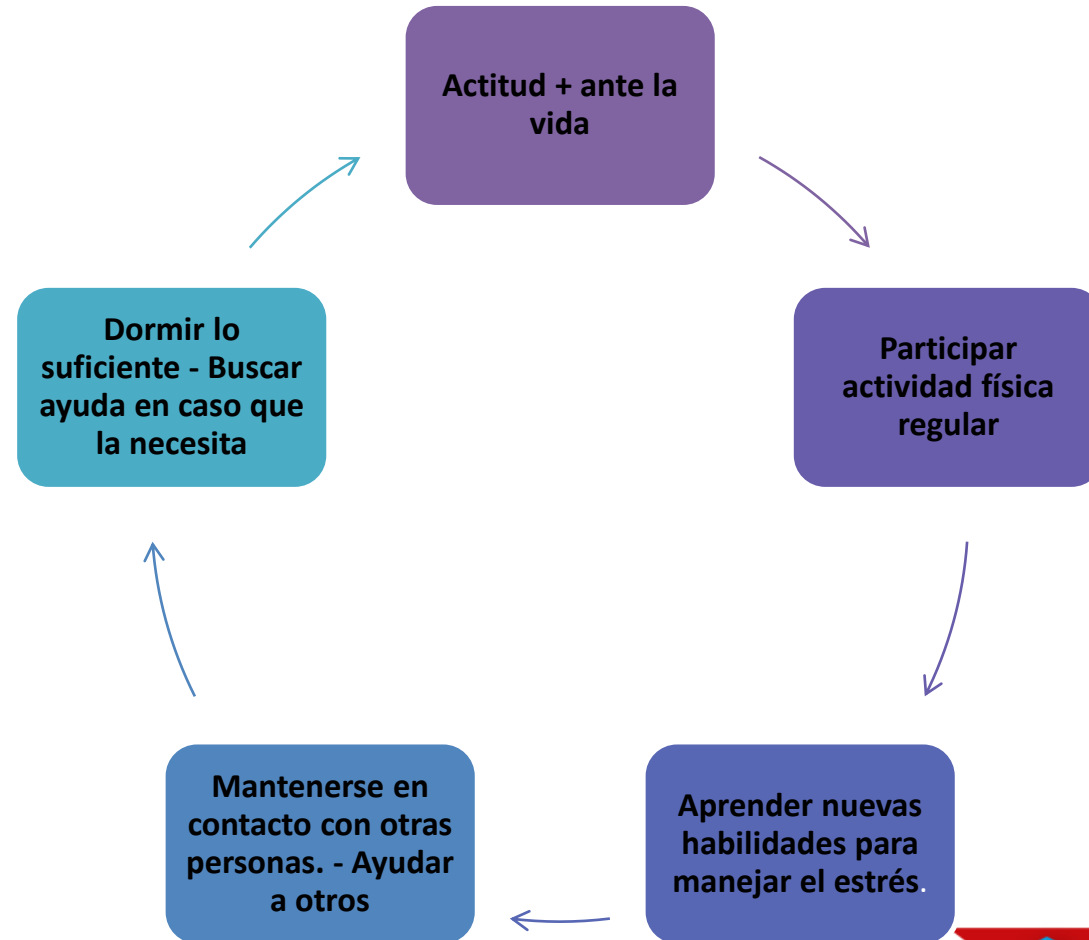 Actitud + ante la
vida
Participar
actividad física
regular
Aprender nuevas
habilidades para
manejar el estrés.
Mantenerse en
contacto con otras
personas. - Ayudar
a otros
Dormir lo
suficiente - Buscar
ayuda en caso que
la necesita